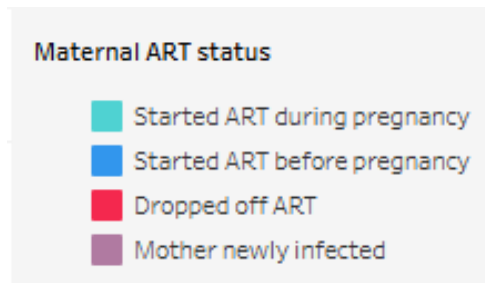 Maternal ART status
Started ART during pregnancy
Started ART before pregnancy
Dropped off ART
Mother newly infected